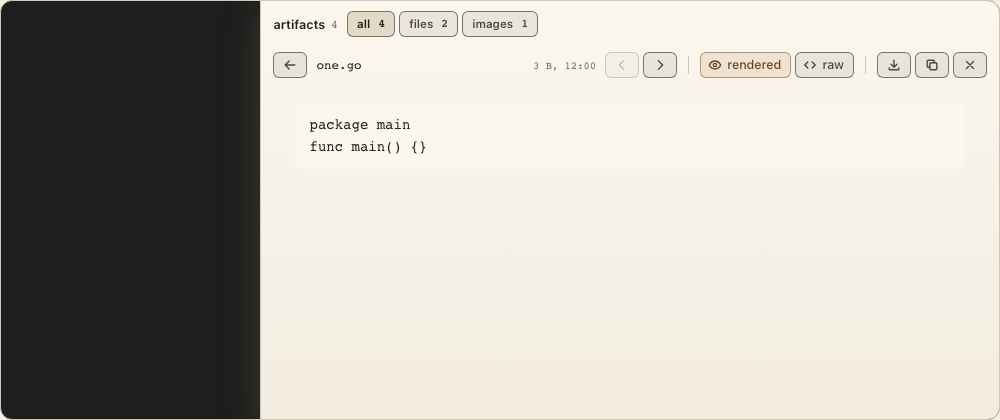 artifacts 4 all 4 files 2 images 1
one.go 3 B, 12:00 rendered raw
package main
func main() {}